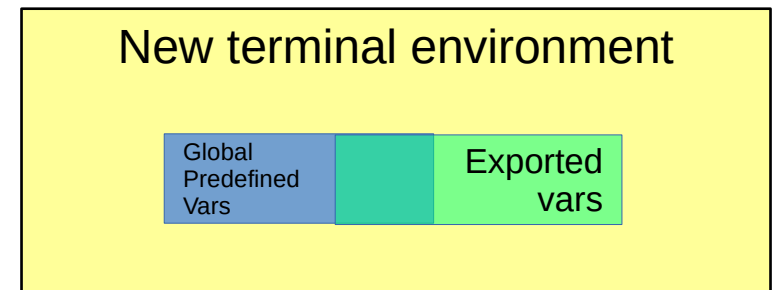 New terminal environment
Global
Predefined
Vars
Exported
vars